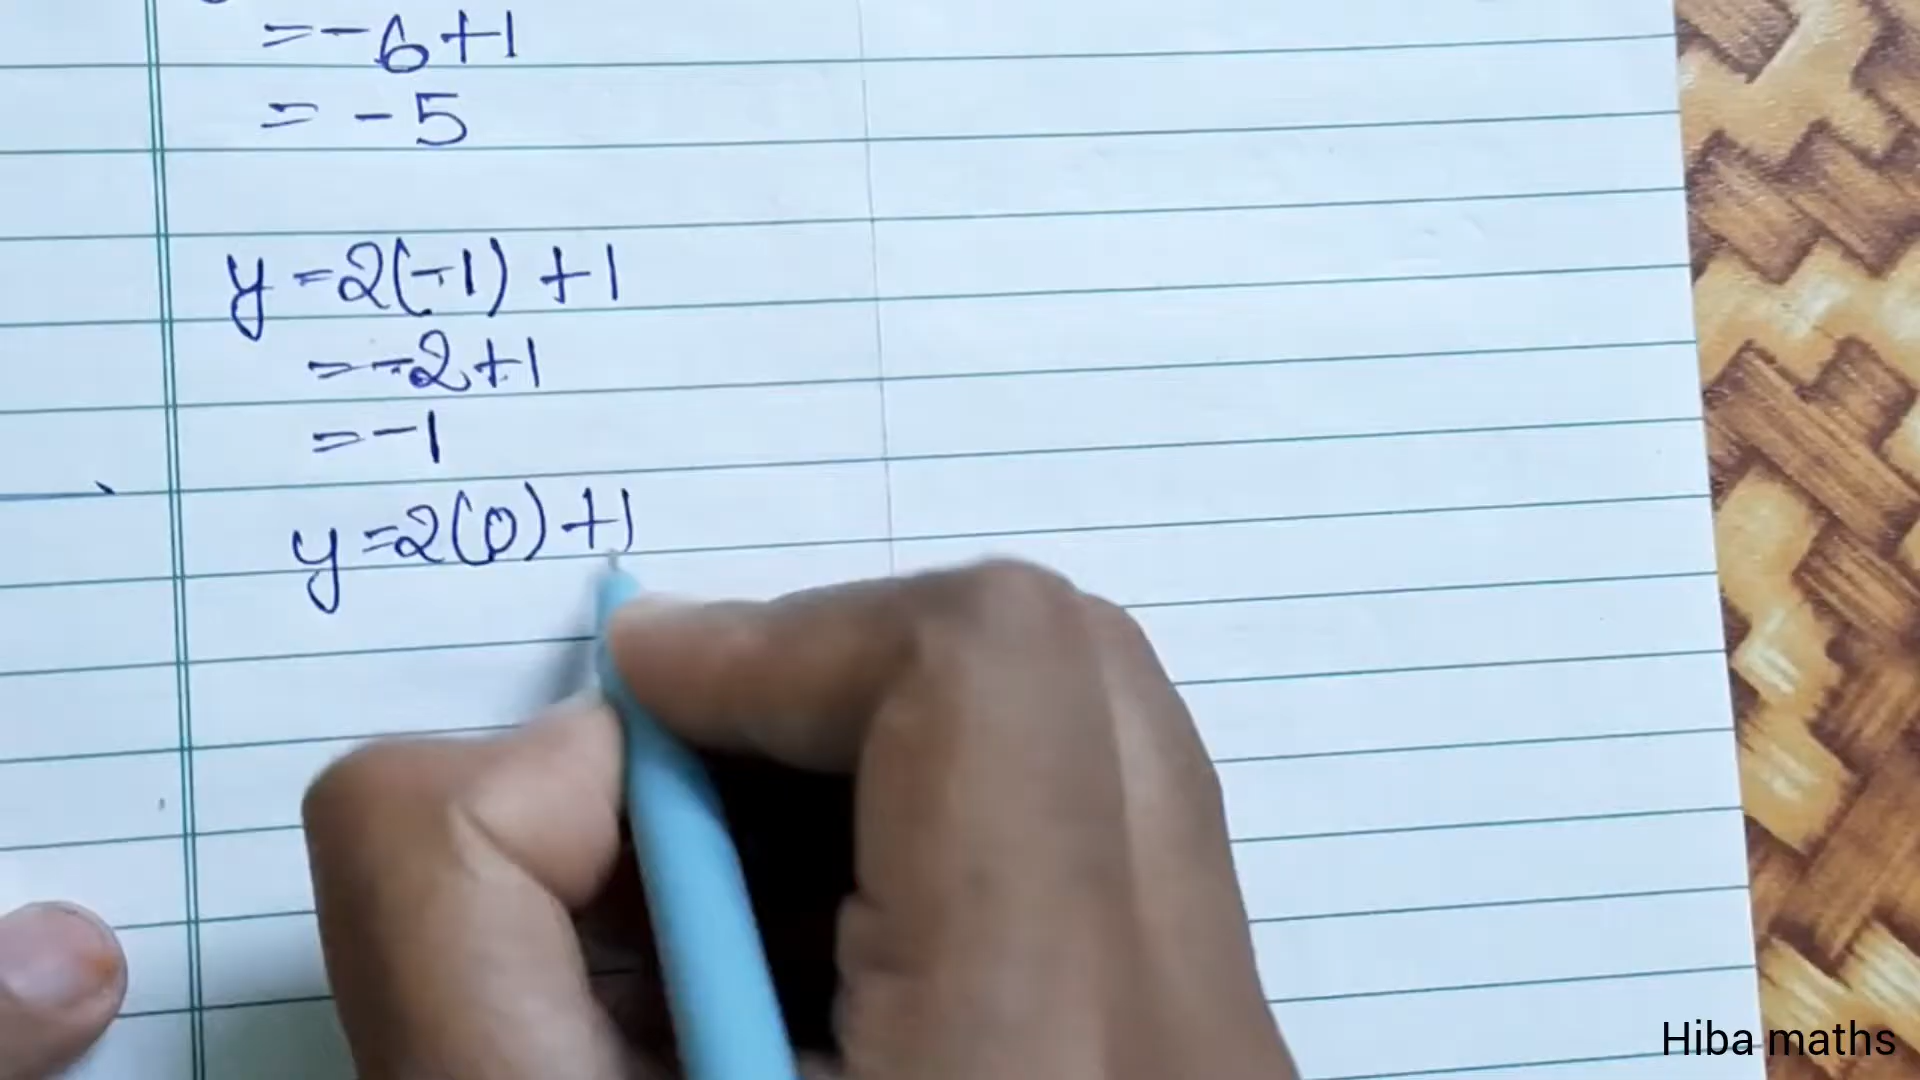 =-6+1
= -5
y=2(-1) +1
=-2+1
=-1
y=2(0)+1
Hiba maths